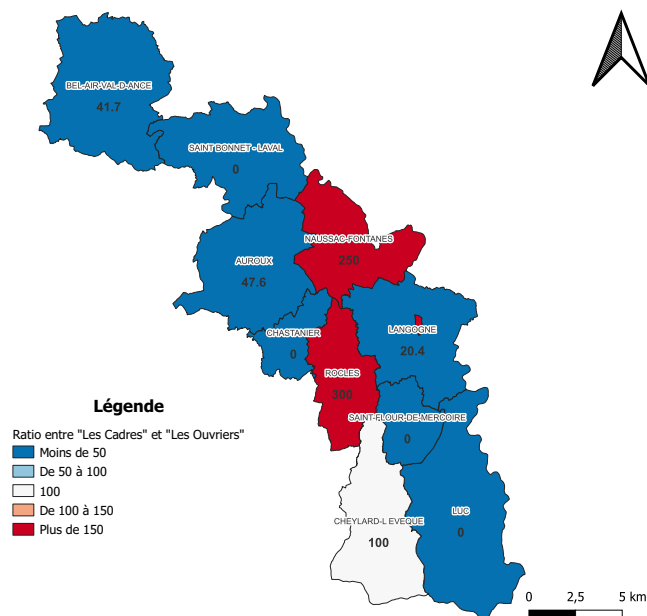 BEL-AIR-VAL-D-ANCE
41.7
SAINT BONNET - LAVAL
0
NAUSSAC-FONTANES
250
AUROUX
47.6
CHASTANIER
0
LANGOGNE
20.4
ROCLES
300
SAINT-FLOUR-DE-MERCOIRE
0
CHEYLARD-L EVEQUE
100
LUC
0
Légende
Ratio entre "Les Cadres" et "Les Ouvriers"
Moins de 50
De 50 à 100
100
De 100 à 150
Plus de 150
0 2,5 5 km